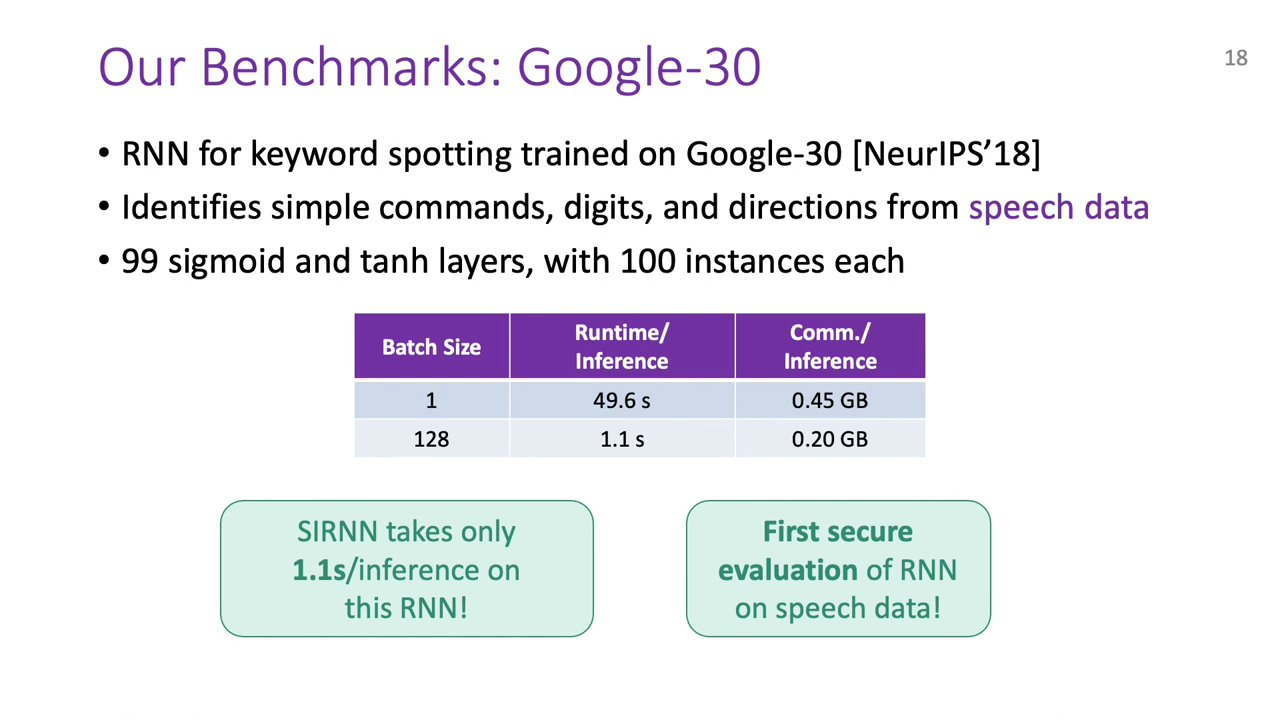 Our Benchmarks: Google-30
18
• RNN for keyword spotting trained on Google-30 [NeurIPS’18]
• Identifies simple commands, digits, and directions from speech data
• 99 sigmoid and tanh layers, with 100 instances each
Batch Size
Runtime/
Inference
Comm./
Inference
1
49.6 s
0.45 GB
128
1.1 s
0.20 GB
SIRNN takes only
1.1s/inference on
this RNN!
First secure
evaluation of RNN
on speech data!